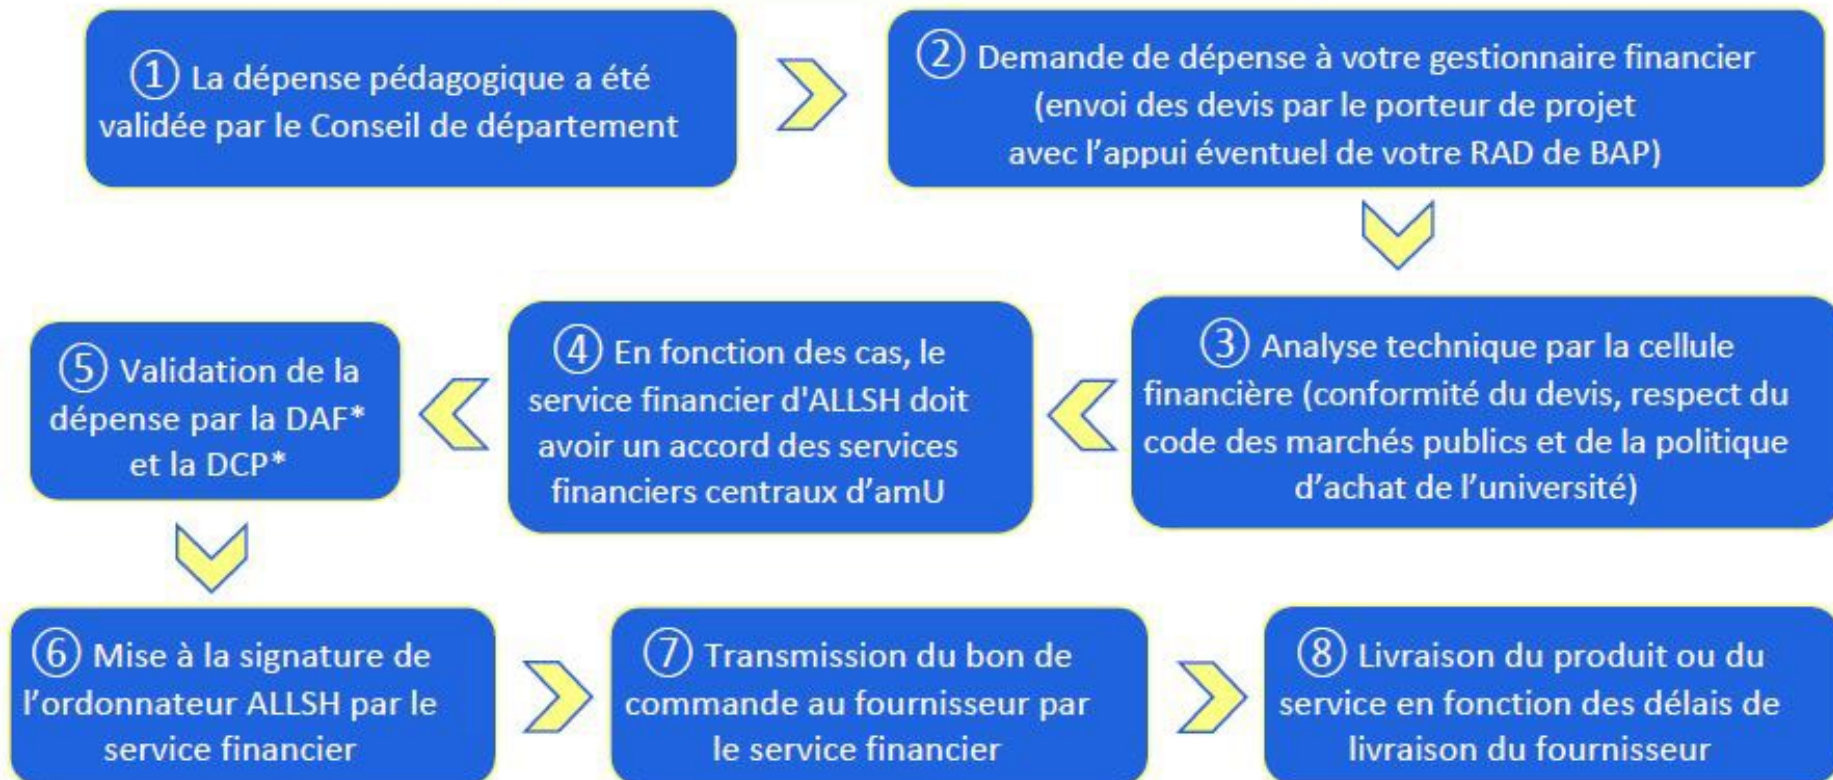 ① La dépense pédagogique a été
validée par le Conseil de département
② Demande de dépense à votre gestionnaire financier
(envoi des devis par le porteur de projet
avec l’appui éventuel de votre RAD de BAP)
③ Analyse technique par la cellule
financière (conformité du devis, respect du
code des marchés publics et de la politique
d’achat de l’université)
④ En fonction des cas, le
service financier d'ALLSH doit
avoir un accord des services
financiers centraux d’amU
⑤ Validation de la
dépense par la DAF*
et la DCP*
⑥ Mise à la signature de
l’ordonnateur ALLSH par le
service financier
⑦ Transmission du bon de
commande au fournisseur par
le service financier
⑧ Livraison du produit ou du
service en fonction des délais de
livraison du fournisseur